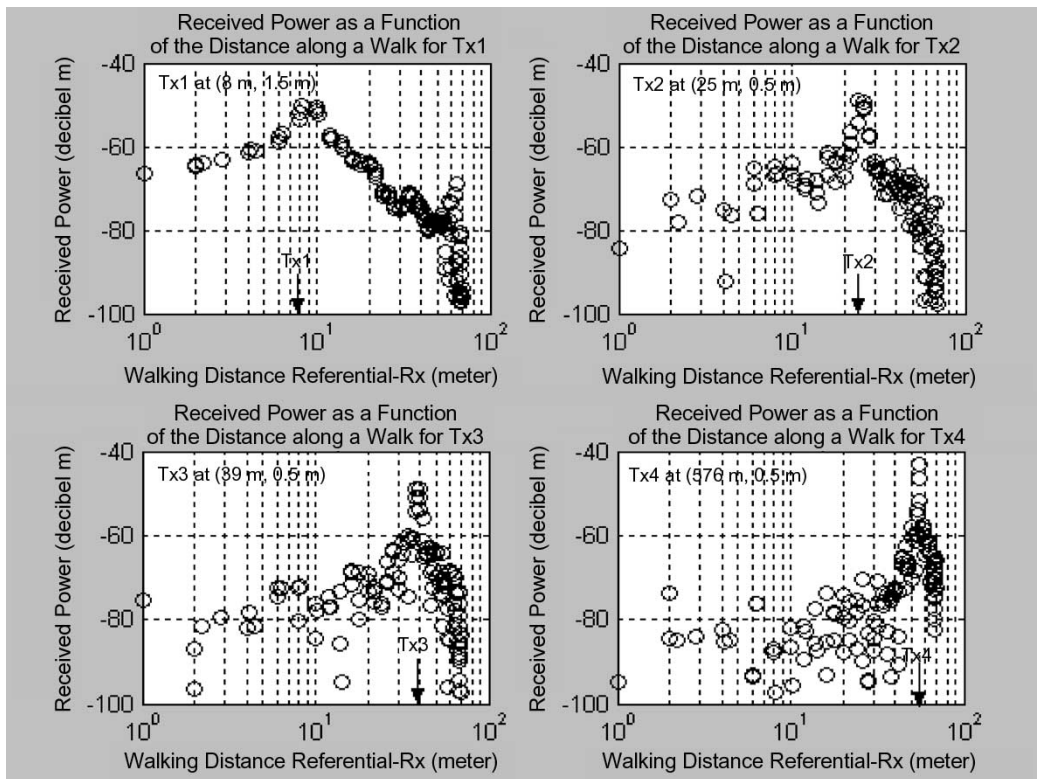 Received Power as a Function
of the Distance along a Walk for Tx1
Received Power (decibel m)
-40
-60
-80
-100
Tx1 at (8 m, 1.5 m)
Tx1
10^0
10^1
10^2
Walking Distance Referential-Rx (meter)
Received Power as a Function
of the Distance along a Walk for Tx2
Received Power (decibel m)
-40
-60
-80
-100
Tx2 at (25 m, 0.5 m)
Tx2
10^0
10^1
10^2
Walking Distance Referential-Rx (meter)
Received Power as a Function
of the Distance along a Walk for Tx3
Received Power (decibel m)
-40
-60
-80
-100
Tx3 at (39 m, 0.5 m)
Tx3
10^0
10^1
10^2
Walking Distance Referential-Rx (meter)
Received Power as a Function
of the Distance along a Walk for Tx4
Received Power (decibel m)
-40
-60
-80
-100
Tx4 at (576 m, 0.5 m)
Tx4
10^0
10^1
10^2
Walking Distance Referential-Rx (meter)